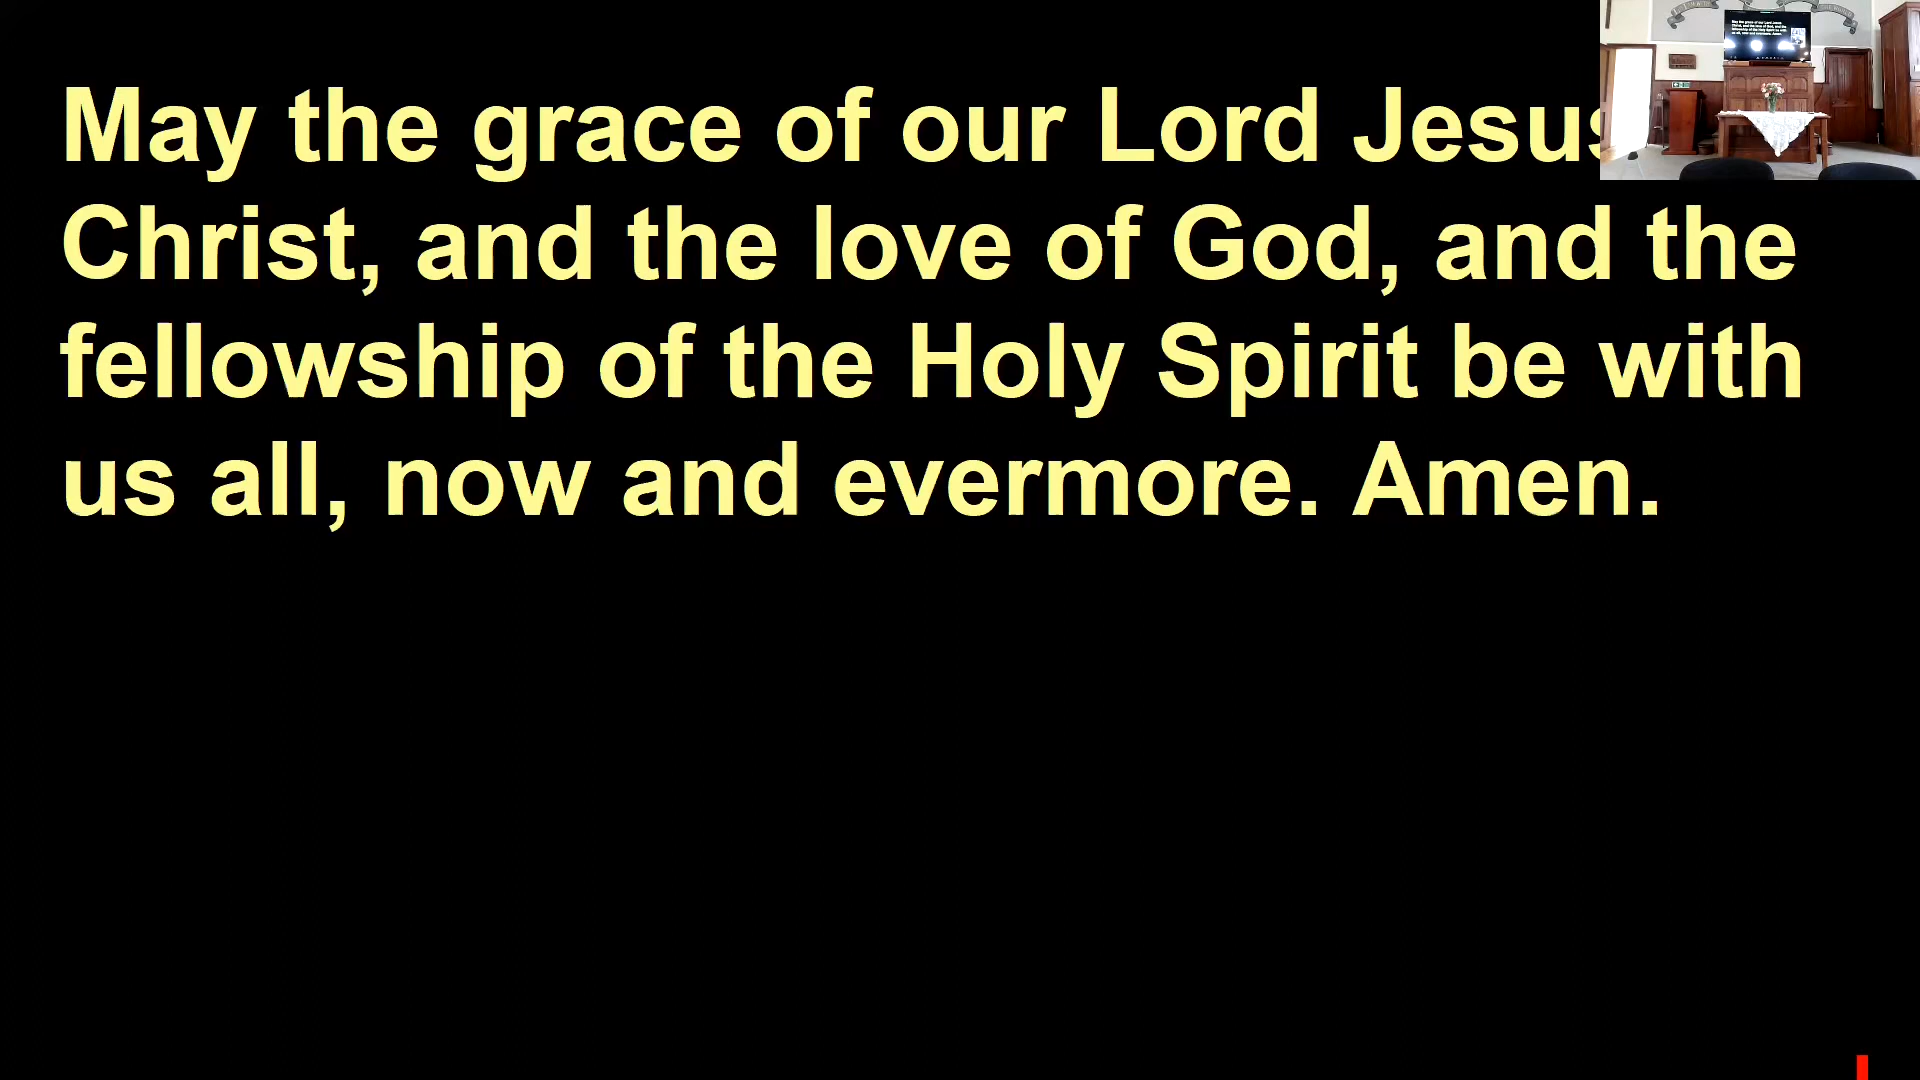 May the grace of our Lord Jesus
Christ, and the love of God, and the
fellowship of the Holy Spirit be with
us all, now and evermore. Amen.